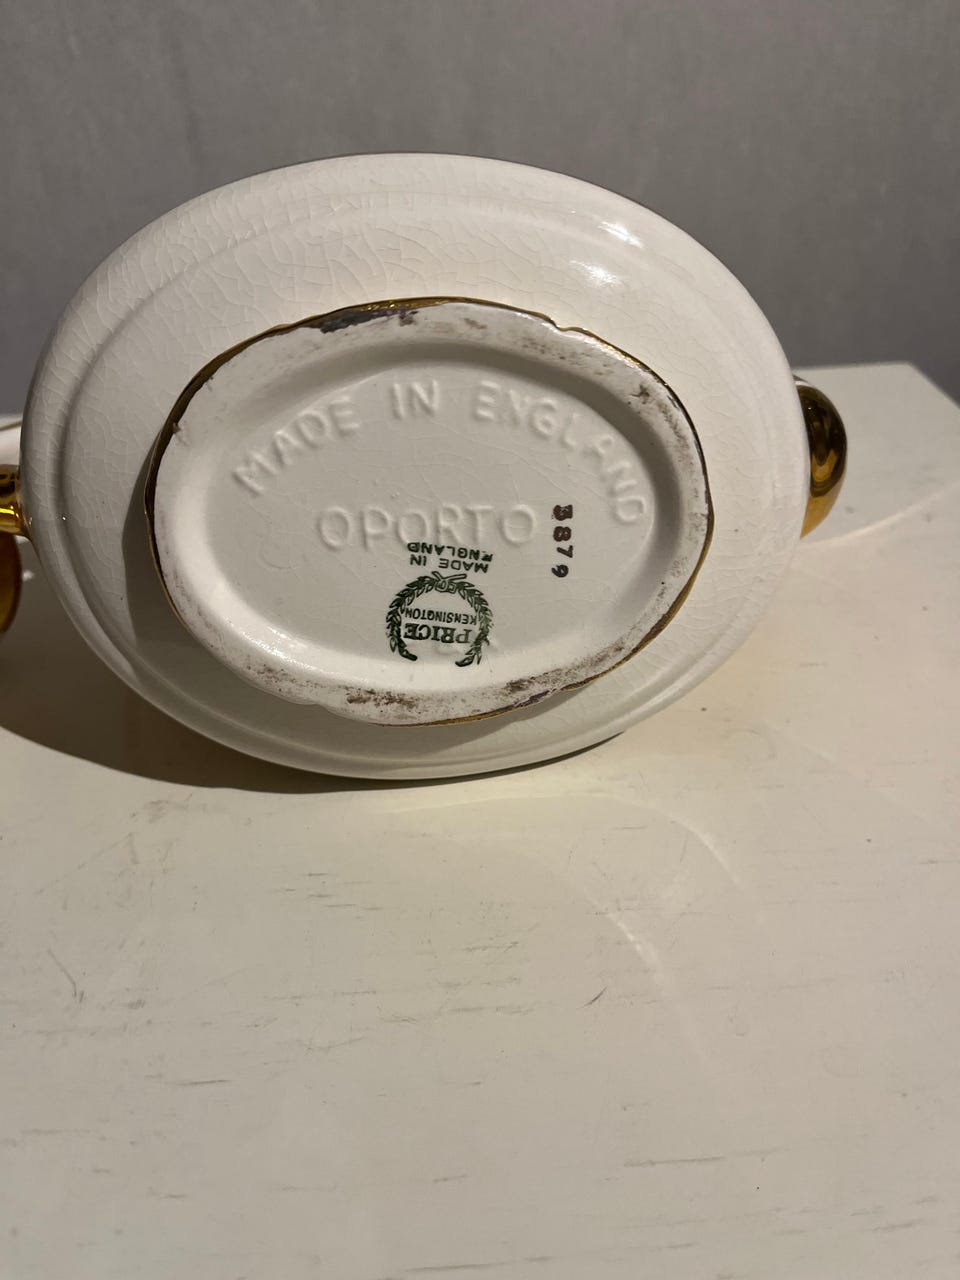 MADE IN ENGLAND
OPORTO
3879
PRICE
KENSINGTON
MADE IN
ENGLAND